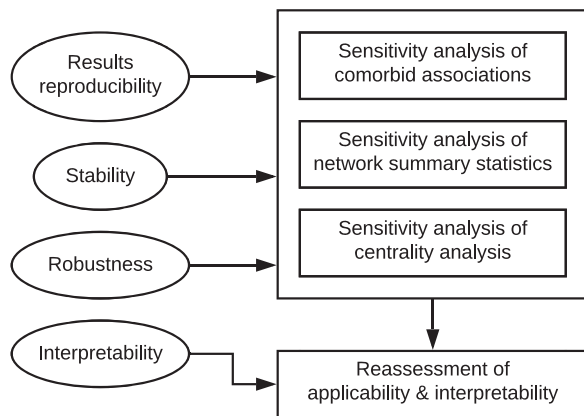 Results
reproducibility
Sensitivity analysis of
comorbid associations
Stability
Sensitivity analysis of
network summary statistics
Robustness
Sensitivity analysis of
centrality analysis
Interpretability
Reassessment of
applicability & interpretability